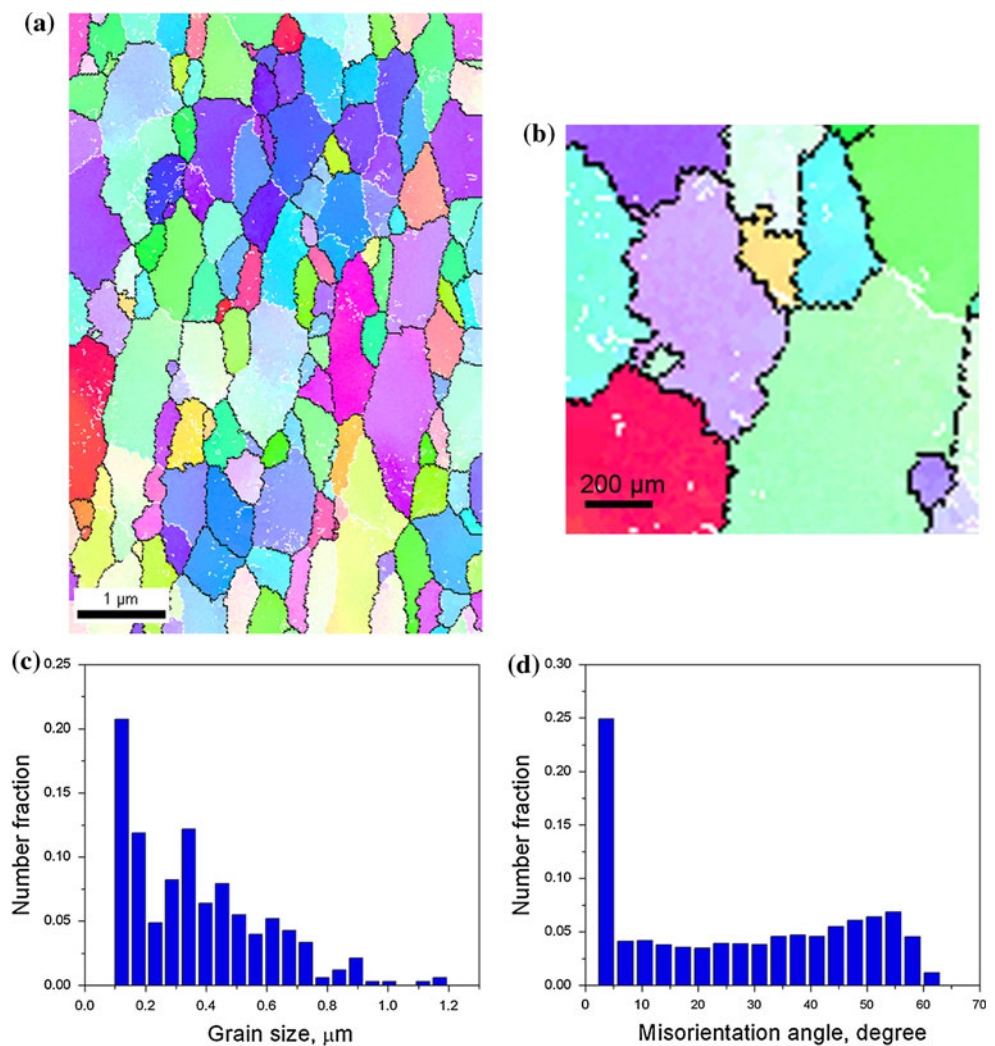 (a)
1 μm
(b)
200 μm
(c)
0.25
0.20
0.15
0.10
0.05
0.00
Number fraction
0.0 0.2 0.4 0.6 0.8 1.0 1.2
Grain size, μm
(d)
0.30
0.25
0.20
0.15
0.10
0.05
0.00
Number fraction
0 10 20 30 40 50 60 70
Misorientation angle, degree